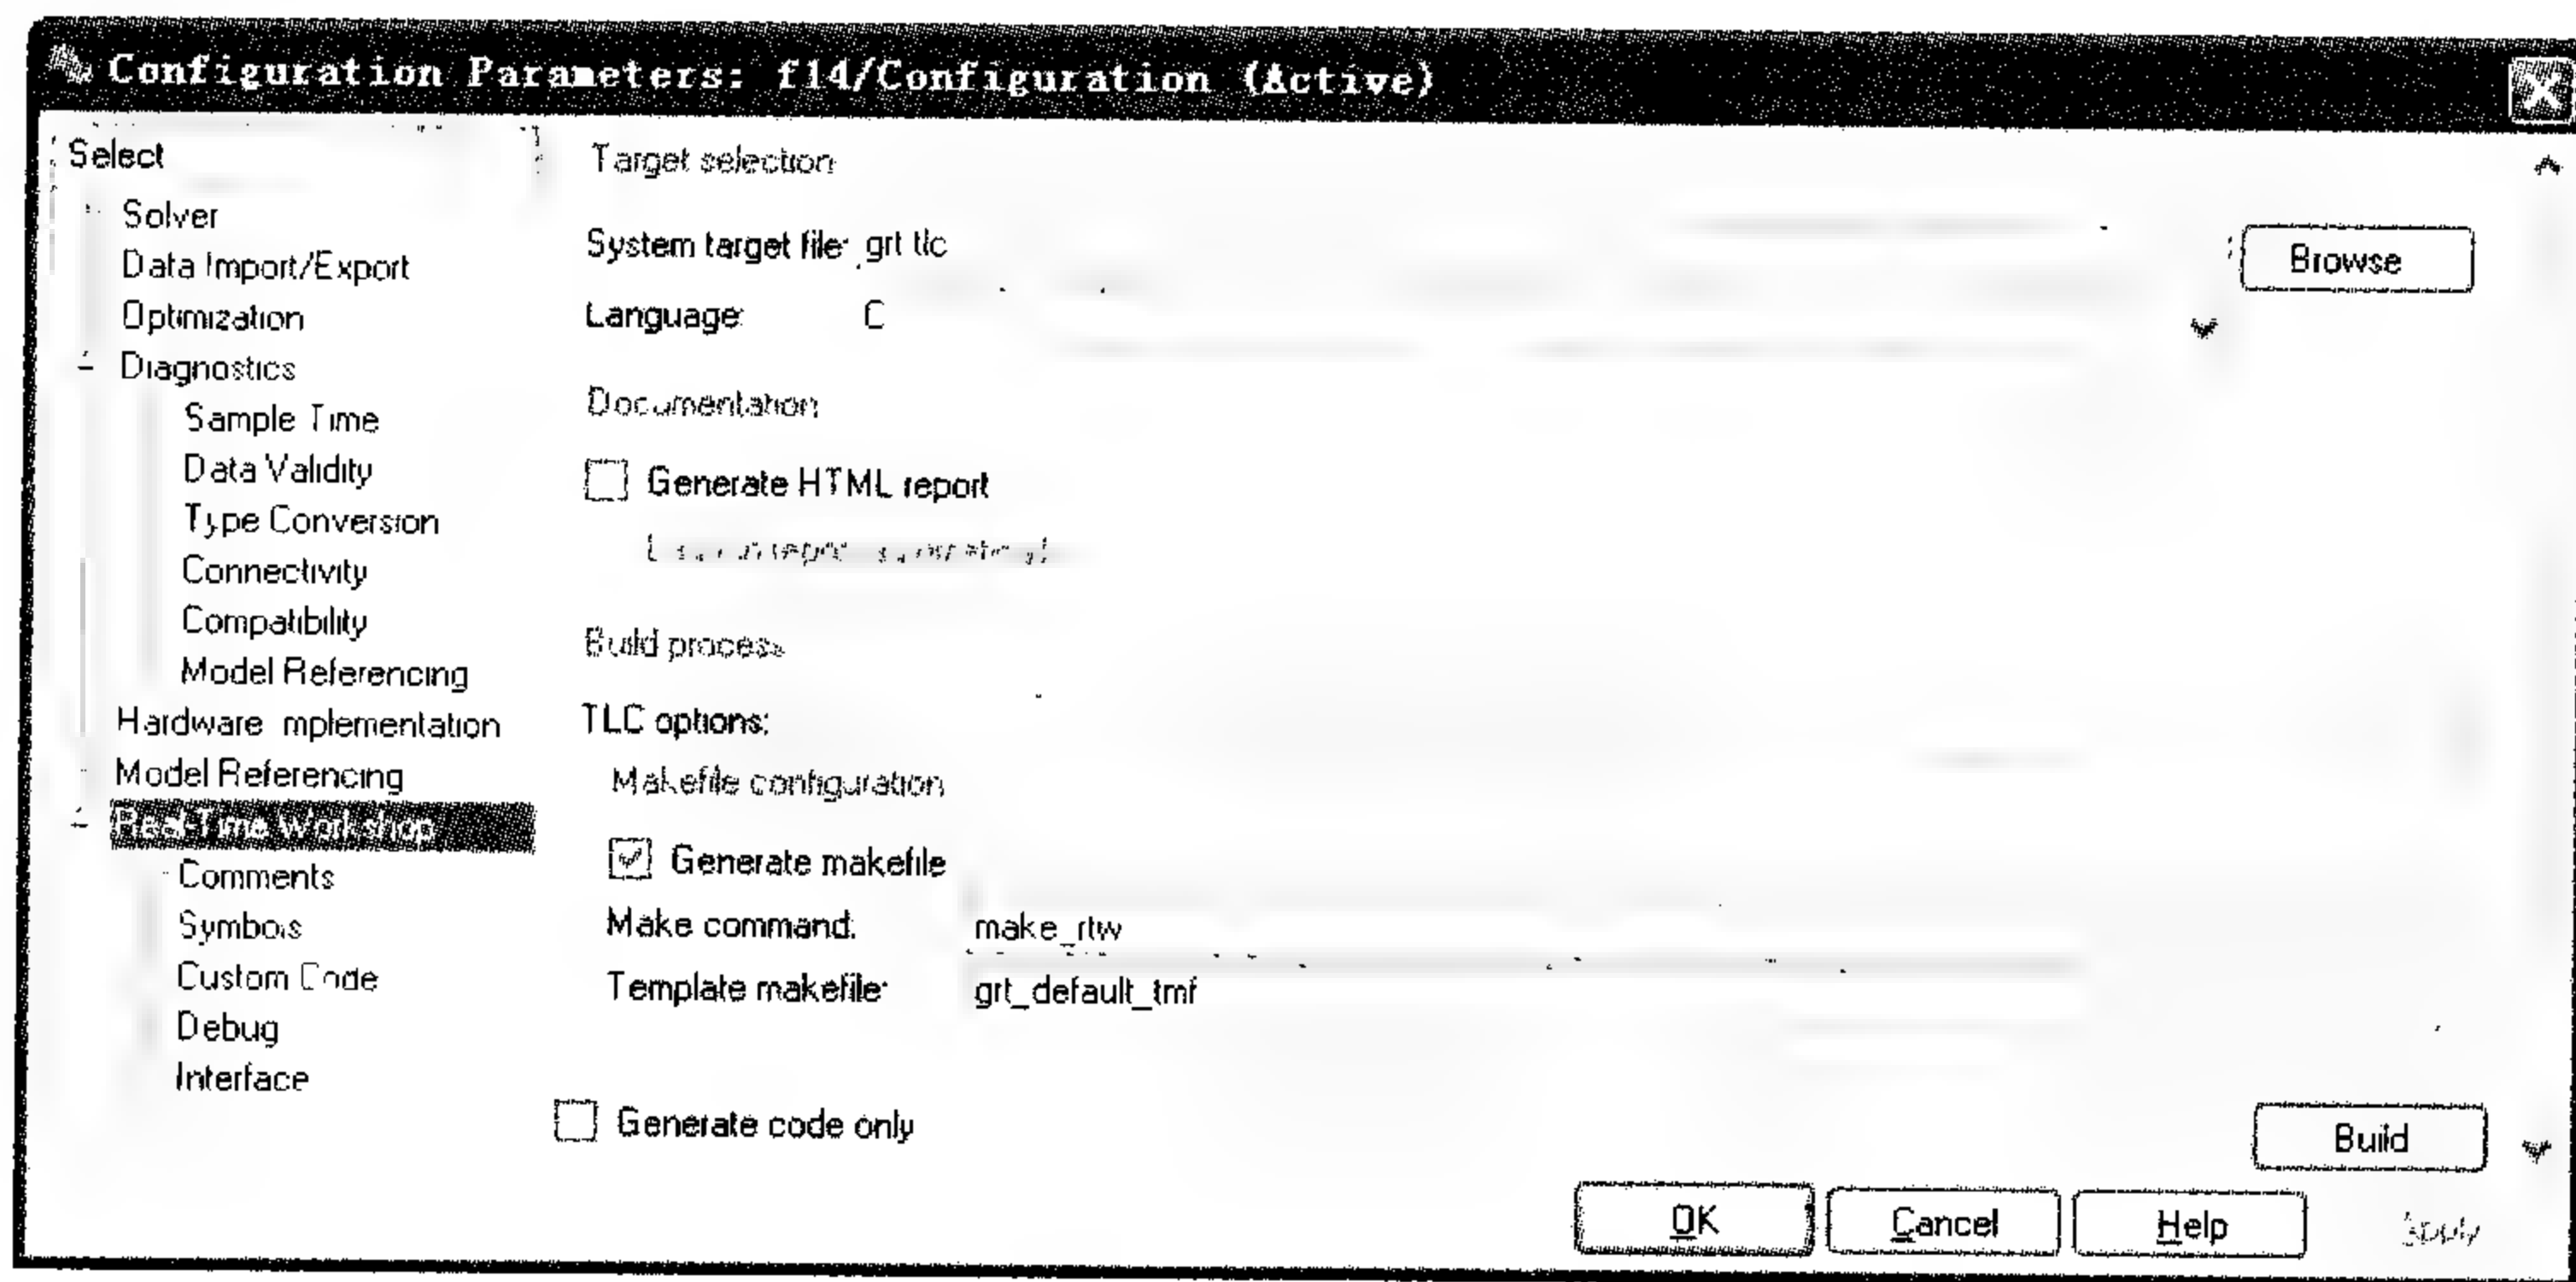 Configuration Parameters: f14/Configuration (Active)
Select
Solver
Data Import/Export
Optimization
Diagnostics
Sample Time
Data Validity
Type Conversion
Connectivity
Compatibility
Model Referencing
Hardware mplementation
Model Referencing
Real-Time Workshop
Comments
Symbols
Custom Code
Debug
Interface
Target selection
System target file: grt tlc
Browse
Language: C
Documentation
Generate HTML report
Build process
TLC options:
Makefile configuration
Generate makefile
Make command: make_rtw
Template makefile: grt_default_tmf
Generate code only
Build
OK Cancel Help Apply